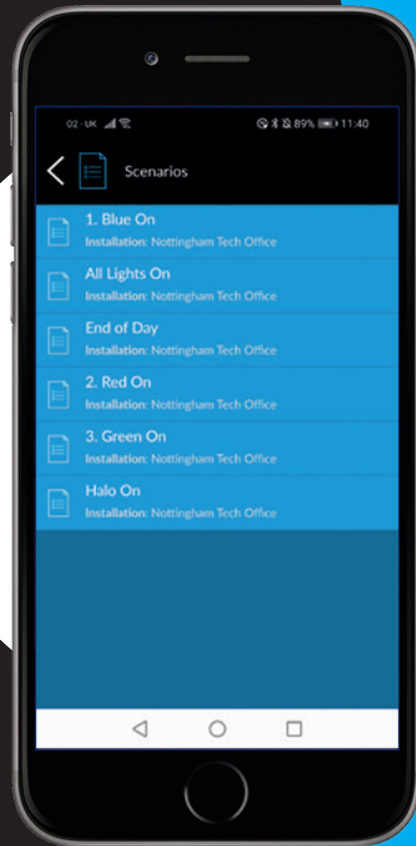 O2 - UK 89% 11:40
Scenarios
1. Blue On
Installation: Nottingham Tech Office
All Lights On
Installation: Nottingham Tech Office
End of Day
Installation: Nottingham Tech Office
2. Red On
Installation: Nottingham Tech Office
3. Green On
Installation: Nottingham Tech Office
Halo On
Installation: Nottingham Tech Office